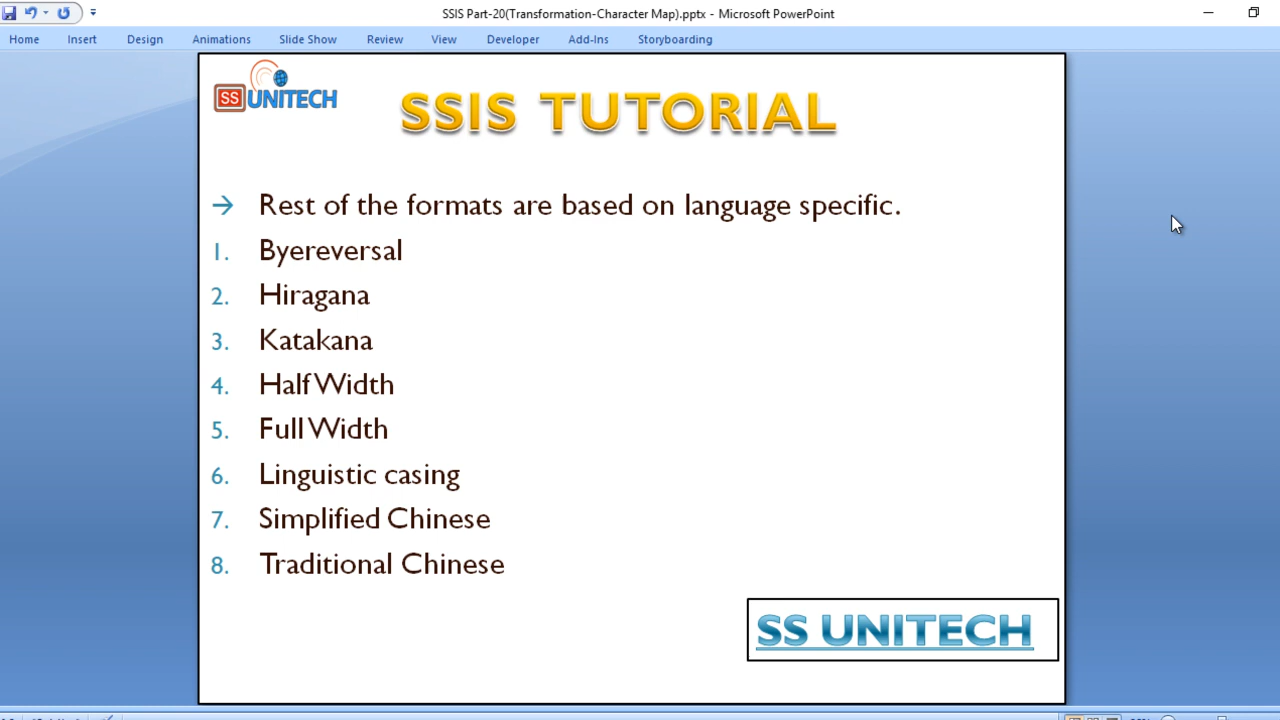 SSIS Part-20(Transformation-Character Map).pptx - Microsoft PowerPoint
Home Insert Design Animations Slide Show Review View Developer Add-Ins Storyboarding
SS UNITECH
SSIS TUTORIAL
→ Rest of the formats are based on language specific.
1. Byereversal
2. Hiragana
3. Katakana
4. Half Width
5. Full Width
6. Linguistic casing
7. Simplified Chinese
8. Traditional Chinese
SS UNITECH